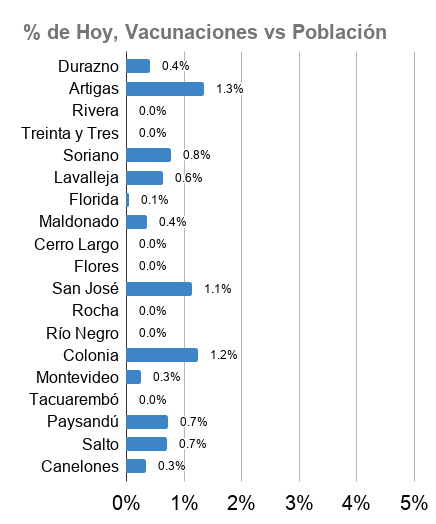 % de Hoy, Vacunaciones vs Población
Durazno 0.4%
Artigas 1.3%
Rivera 0.0%
Treinta y Tres 0.0%
Soriano 0.8%
Lavalleja 0.6%
Florida 0.1%
Maldonado 0.4%
Cerro Largo 0.0%
Flores 0.0%
San José 1.1%
Rocha 0.0%
Río Negro 0.0%
Colonia 1.2%
Montevideo 0.3%
Tacuarembó 0.0%
Paysandú 0.7%
Salto 0.7%
Canelones 0.3%
0% 1% 2% 3% 4% 5%